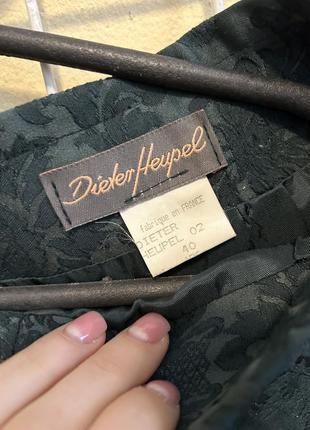 Dieter Heupel
fabriqué en FRANCE
DIETER
HEUPEL 02
40